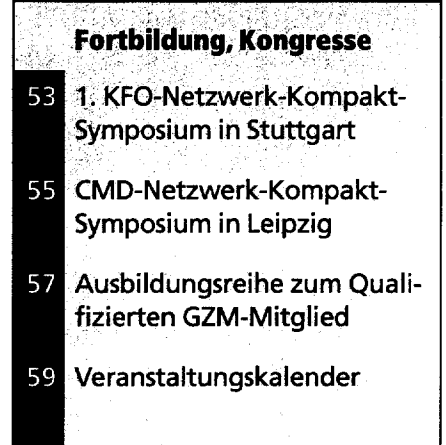 Fortbildung, Kongresse
53 1. KFO-Netzwerk-Kompakt-
Symposium in Stuttgart
55 CMD-Netzwerk-Kompakt-
Symposium in Leipzig
57 Ausbildungsreihe zum Quali-
fizierten GZM-Mitglied
59 Veranstaltungskalender